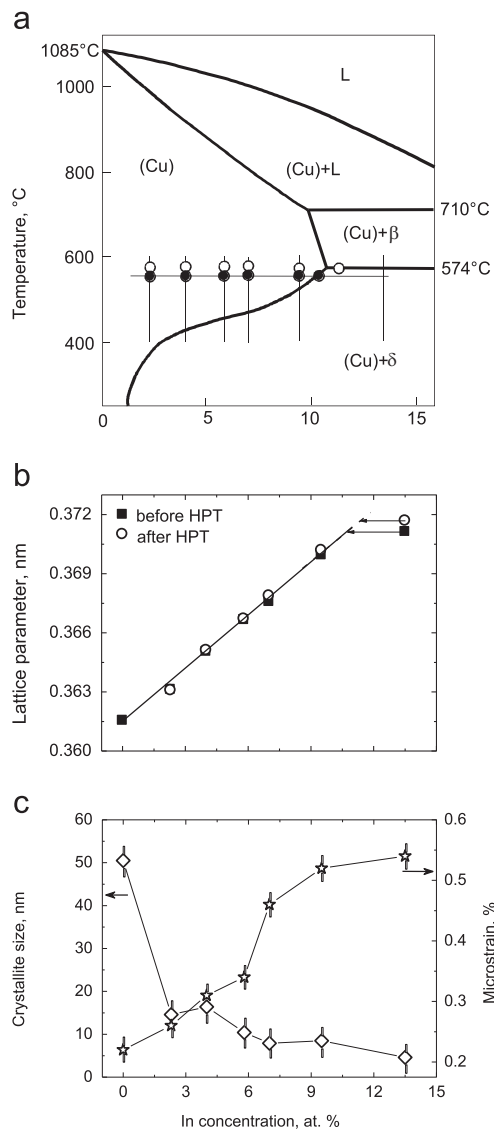 a
1085°C
1000
800
600
400
Temperature, °C
L
(Cu)
(Cu)+L
710°C
(Cu)+β
574°C
(Cu)+δ
0
5
10
15
b
0.372
0.369
0.366
0.363
0.360
Lattice parameter, nm
before HPT
after HPT
c
60
50
40
30
20
10
0
Crystallite size, nm
0.6
0.5
0.4
0.3
0.2
Microstrain, %
0
3
6
9
12
15
In concentration, at. %